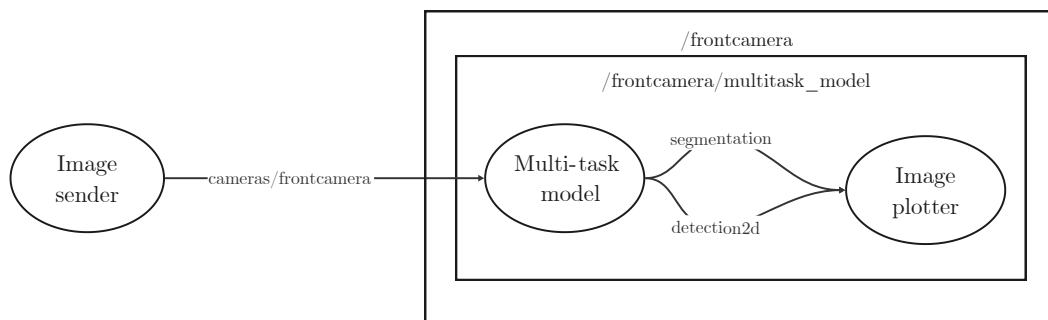 /frontcamera
/frontcamera/multitask_model
Image
sender
cameras/frontcamera
Multi-task
model
segmentation
detection2d
Image
plotter